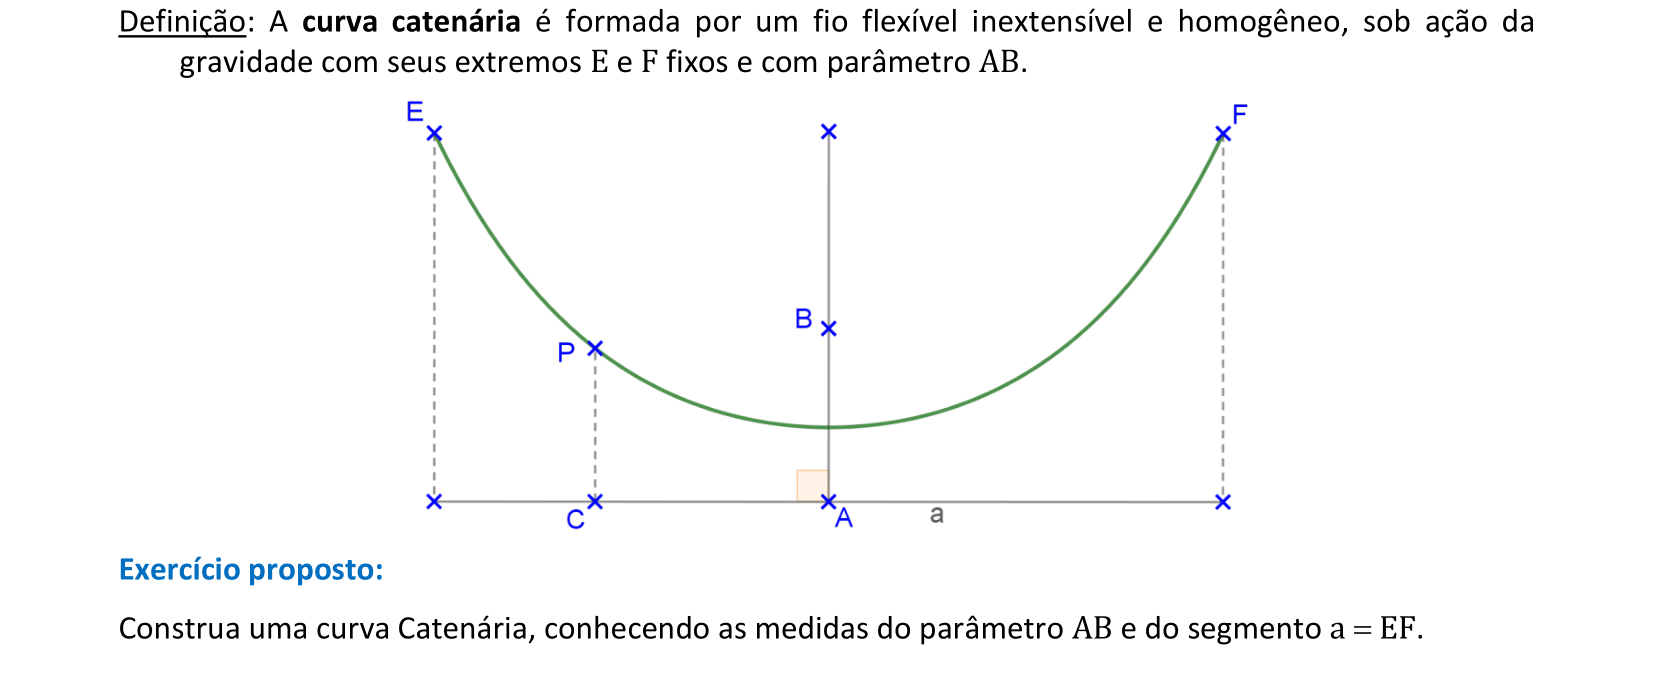 Definição: A curva catenária é formada por um fio flexível inextensível e homogêneo, sob ação da
gravidade com seus extremos E e F fixos e com parâmetro AB.
E
F
B
P
C
A
a
Exercício proposto:
Construa uma curva Catenária, conhecendo as medidas do parâmetro AB e do segmento a = EF.